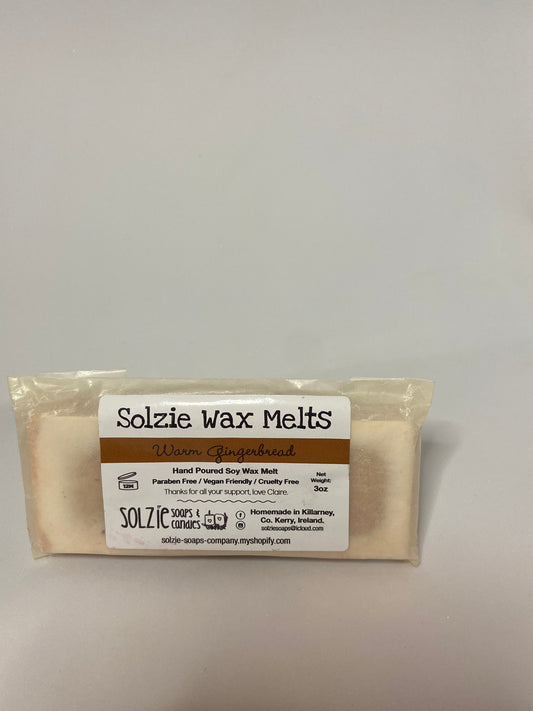 Solzie Wax Melts
Warm Gingerbread
Hand Poured Soy Wax Melt
Paraben Free / Vegan Friendly / Cruelty Free
Thanks for all your support, love Claire.
12M
Net
Weight:
3oz
SOLZiE SOAPS &
CANDLES
Homemade in Killarney,
Co. Kerry, Ireland.
solziesoaps@icloud.com
solzie-soaps-company.myshopify.com